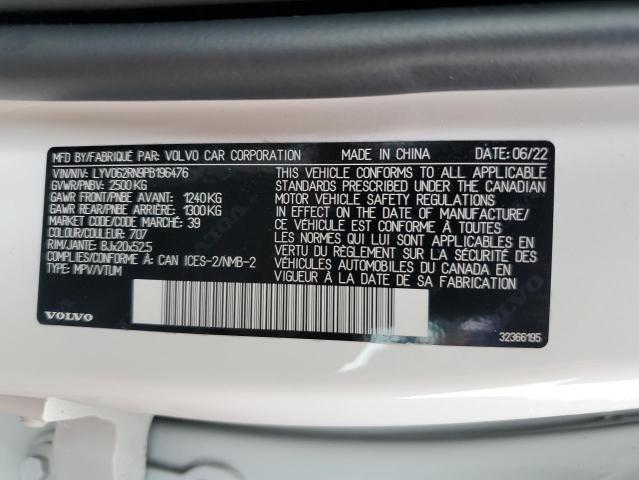 MFD BY/FABRIQUÉ PAR: VOLVO CAR CORPORATION MADE IN CHINA DATE: 06/22
VIN/NIV: LYV062RN9PB196476
GVWR/PNBV: 2500 KG
GAWR FRONT/PNBE AVANT: 1240 KG
GAWR REAR/PNBE ARRIÈRE: 1300 KG
MARKET CODE/CODE MARCHÉ: 39
COLOUR/COLEUR: 707
RIM/JANTE: 8Jx20x52.5
COMPLIES/CONFORME À: CAN ICES-2/NMB-2
TYPE: MPV/VTUM
THIS VEHICLE CONFORMS TO ALL APPLICABLE
STANDARDS PRESCRIBED UNDER THE CANADIAN
MOTOR VEHICLE SAFETY REGULATIONS
IN EFFECT ON THE DATE OF MANUFACTURE/
CE VÉHICULE EST CONFORME À TOUTES LES
NORMES QUI LUI SONT APPLICABLES EN
VERTU DU RÈGLEMENT SUR LA SÉCURITÉ DES
VÉHICULES AUTOMOBILES DU CANADA EN
VIGUEUR À LA DATE DE SA FABRICATION
VOLVO
32366195